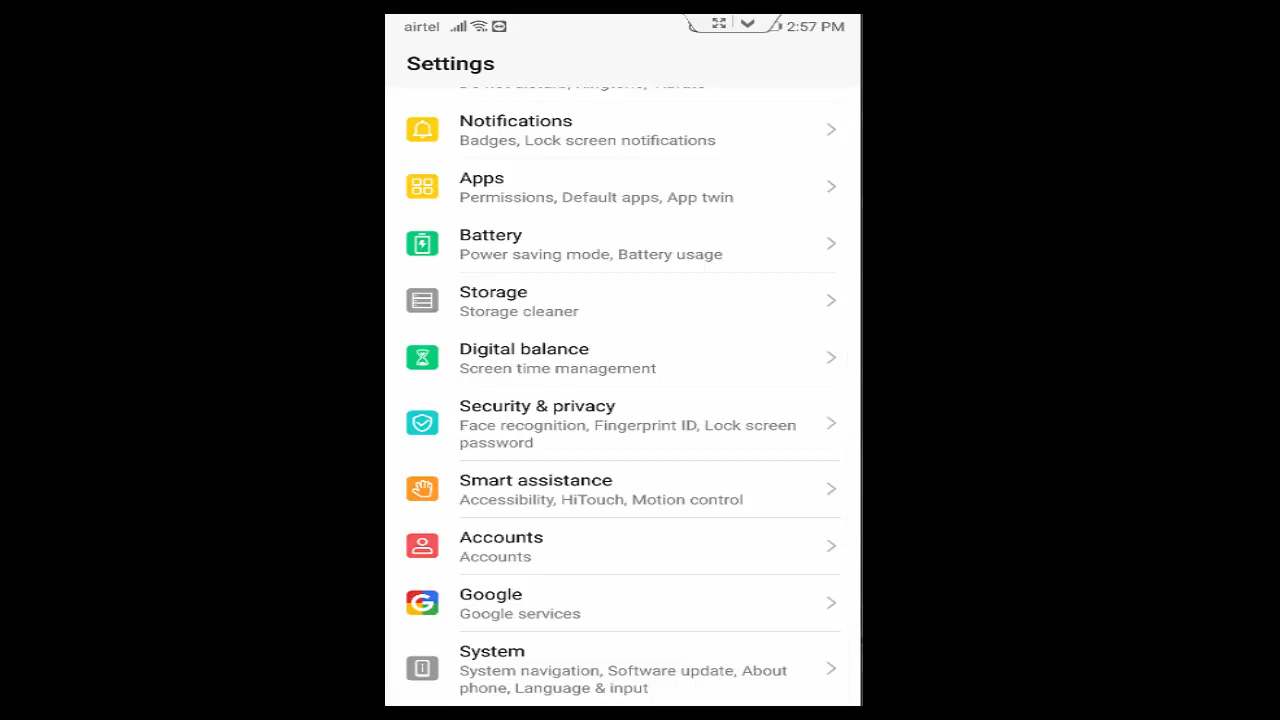 airtel 2:57 PM
Settings
Notifications
Badges, Lock screen notifications
Apps
Permissions, Default apps, App twin
Battery
Power saving mode, Battery usage
Storage
Storage cleaner
Digital balance
Screen time management
Security & privacy
Face recognition, Fingerprint ID, Lock screen
password
Smart assistance
Accessibility, HiTouch, Motion control
Accounts
Accounts
Google
Google services
System
System navigation, Software update, About
phone, Language & input